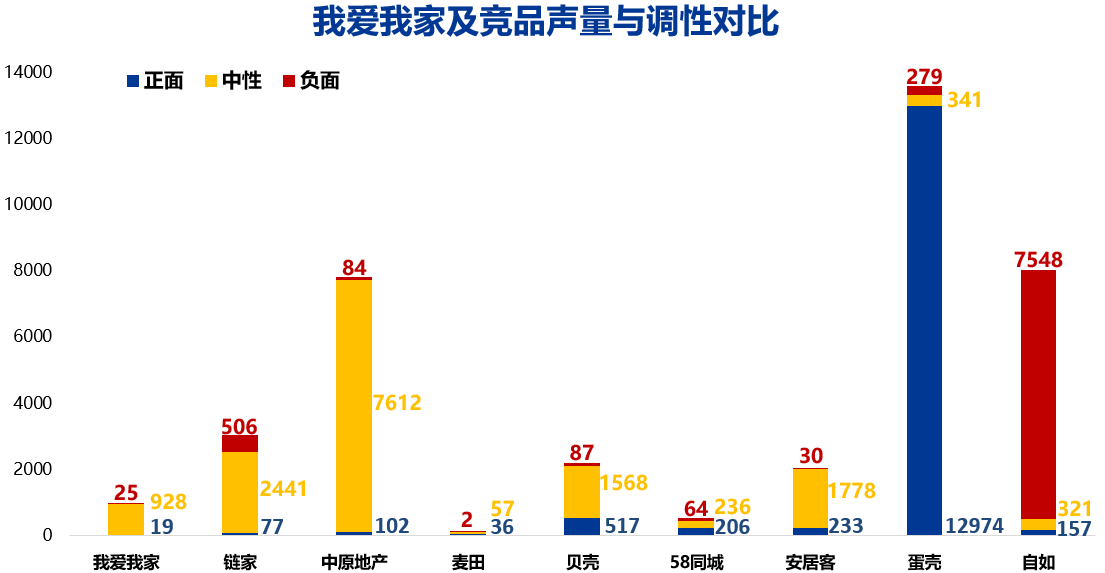 我爱我家及竞品声量与调性对比
正面 中性 负面
14000
12000
10000
8000
6000
4000
2000
0
25 928 19
506 2441 77
84 7612 102
2 57 36
87 1568 517
64 236 206
30 1778 233
279 341 12974
7548 321 157
我爱我家 链家 中原地产 麦田 贝壳 58同城 安居客 蛋壳 自如